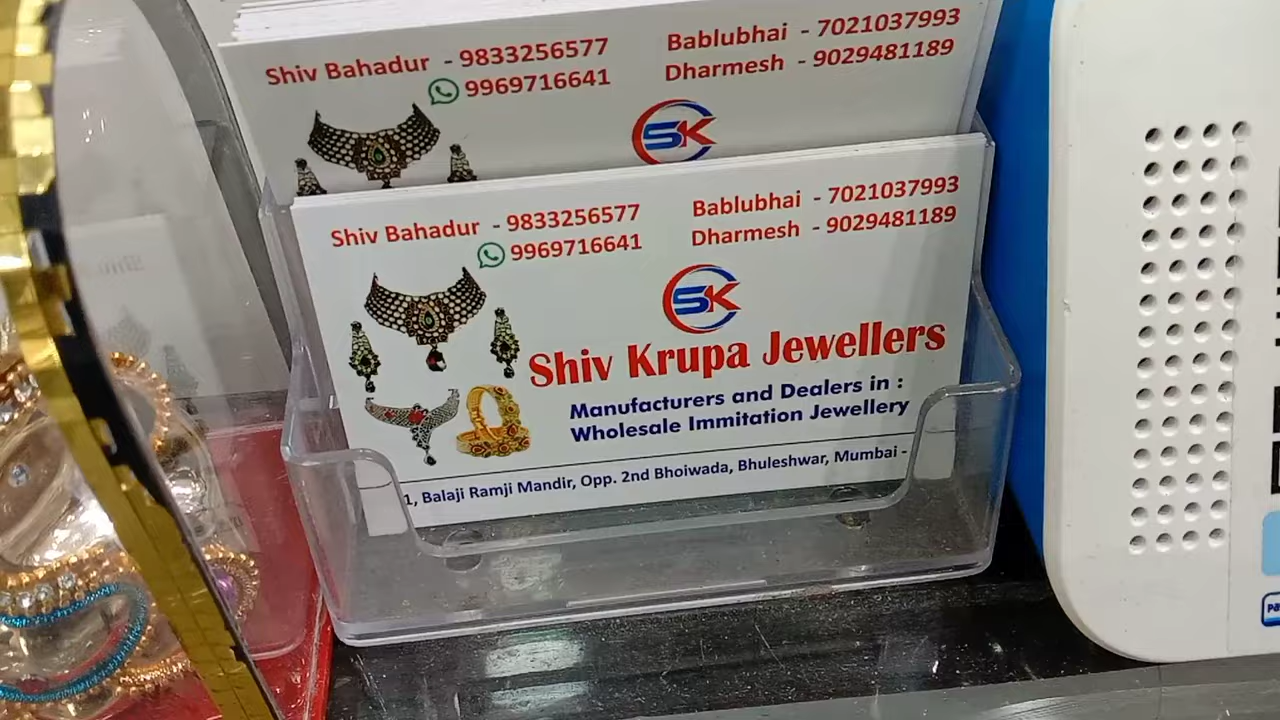 Shiv Bahadur - 9833256577
9969716641
Bablubhai - 7021037993
Dharmesh - 9029481189
SK
Shiv Bahadur - 9833256577
9969716641
Bablubhai - 7021037993
Dharmesh - 9029481189
SK
Shiv Krupa Jewellers
Manufacturers and Dealers in :
Wholesale Immitation Jewellery
1, Balaji Ramji Mandir, Opp. 2nd Bhoiwada, Bhuleshwar, Mumbai -